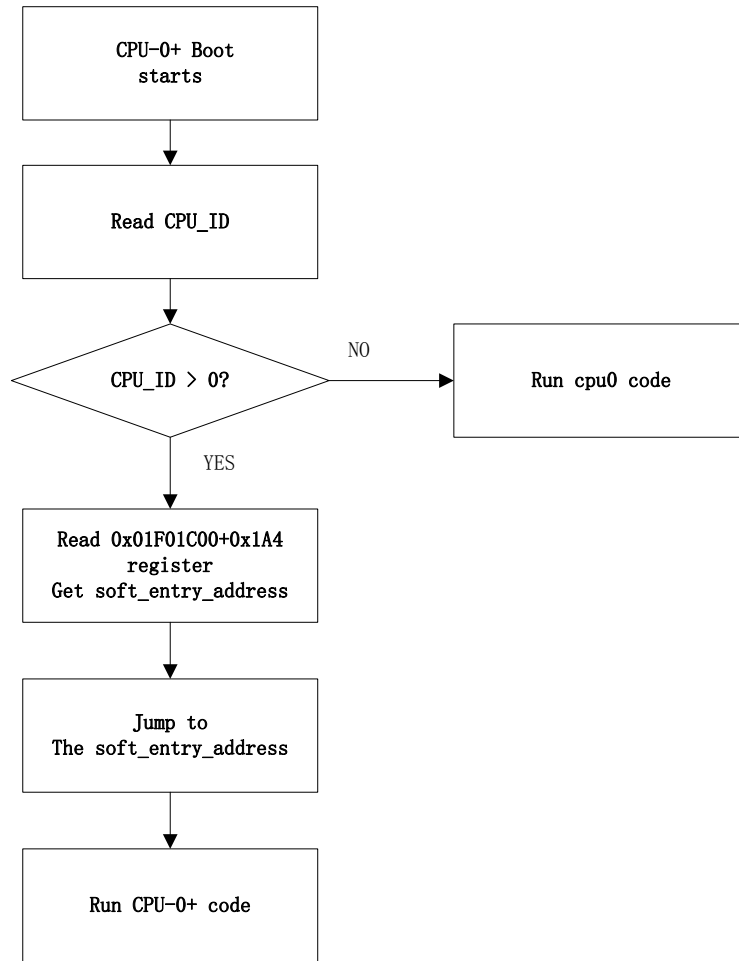 CPU-0+ Boot
starts
Read CPU_ID
CPU_ID > 0?
NO
Run cpu0 code
YES
Read 0x01F01C00+0x1A4
register
Get soft_entry_address
Jump to
The soft_entry_address
Run CPU-0+ code